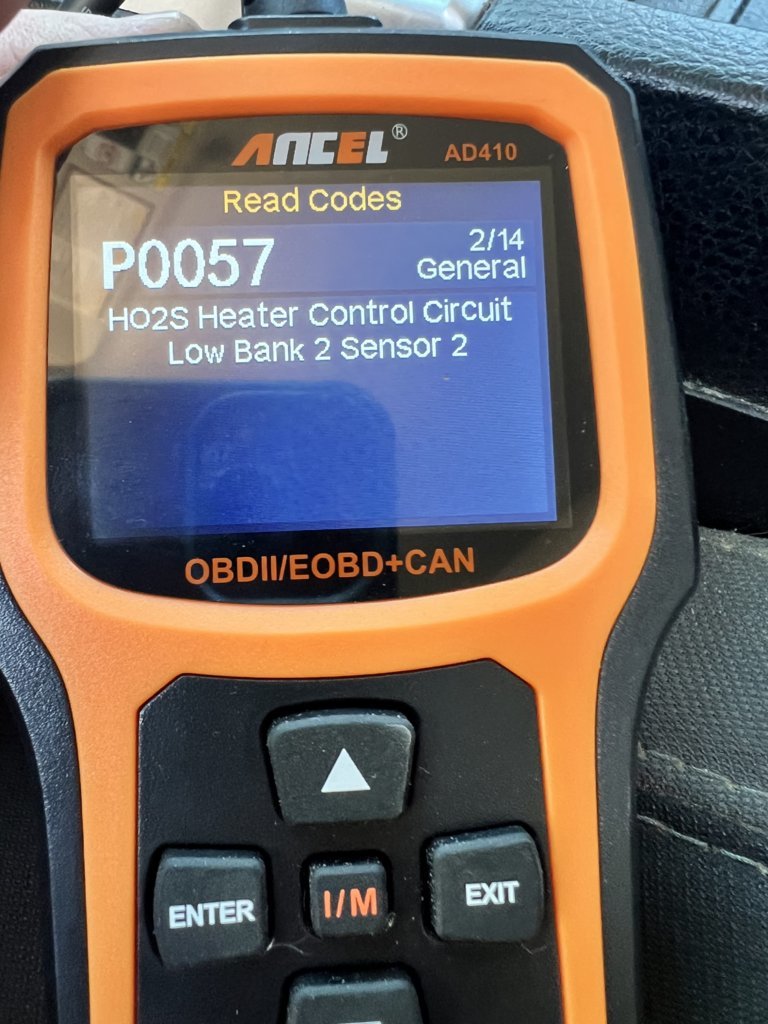 ANCEL®
AD410
Read Codes
P0057
2/14
General
HO2S Heater Control Circuit
Low Bank 2 Sensor 2
OBDII/EOBD+CAN
ENTER
I/M
EXIT